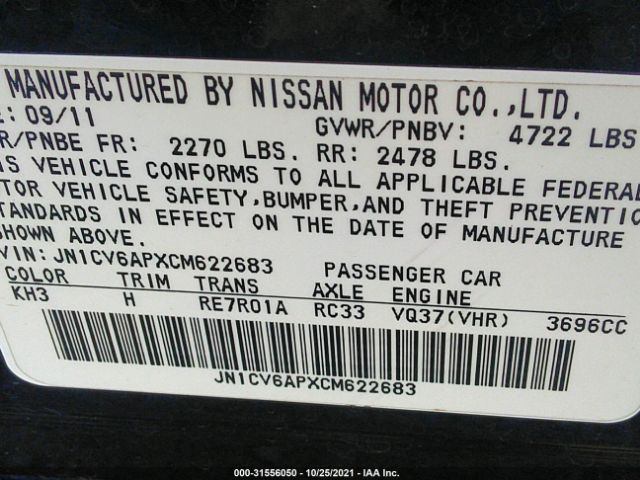 MANUFACTURED BY NISSAN MOTOR CO.,LTD.
: 09/11 GVWR/PNBV: 4722 LBS
R/PNBE FR: 2270 LBS. RR: 2478 LBS.
IS VEHICLE CONFORMS TO ALL APPLICABLE FEDERAL
TOR VEHICLE SAFETY,BUMPER,AND THEFT PREVENTIO
TANDARDS IN EFFECT ON THE DATE OF MANUFACTURE
SHOWN ABOVE.
VIN: JN1CV6APXCM622683 PASSENGER CAR
COLOR TRIM TRANS AXLE ENGINE
KH3 H RE7R01A RC33 VQ37(VHR) 3696CC
JN1CV6APXCM622683
000-31556050 - 10/25/2021 - IAA Inc.